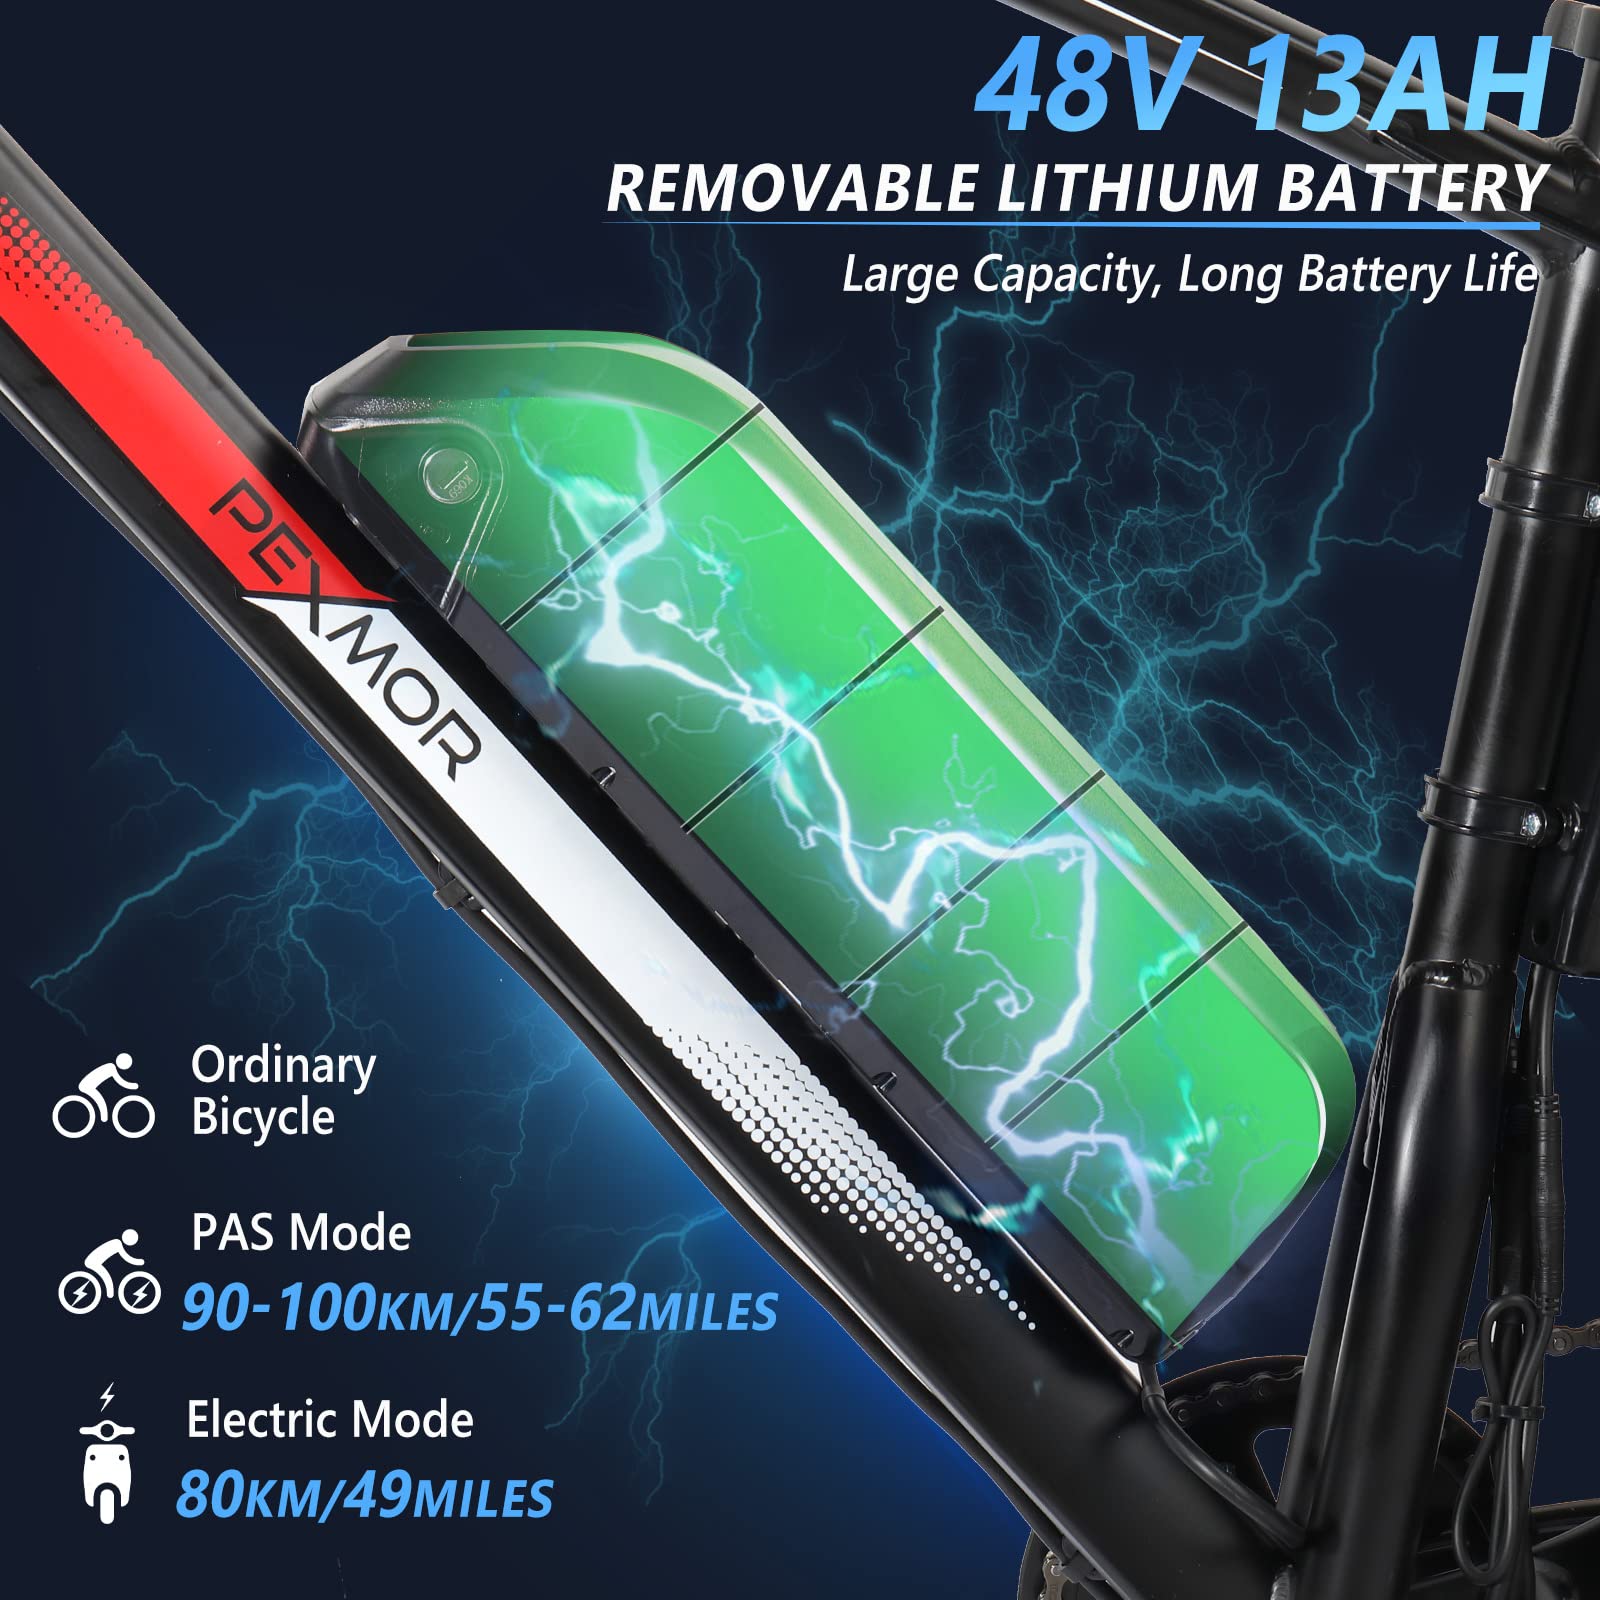 48V 13AH
REMOVABLE LITHIUM BATTERY
Large Capacity, Long Battery Life
K069
PEXMOR
Ordinary
Bicycle
PAS Mode
90-100KM/55-62MILES
Electric Mode
80KM/49MILES